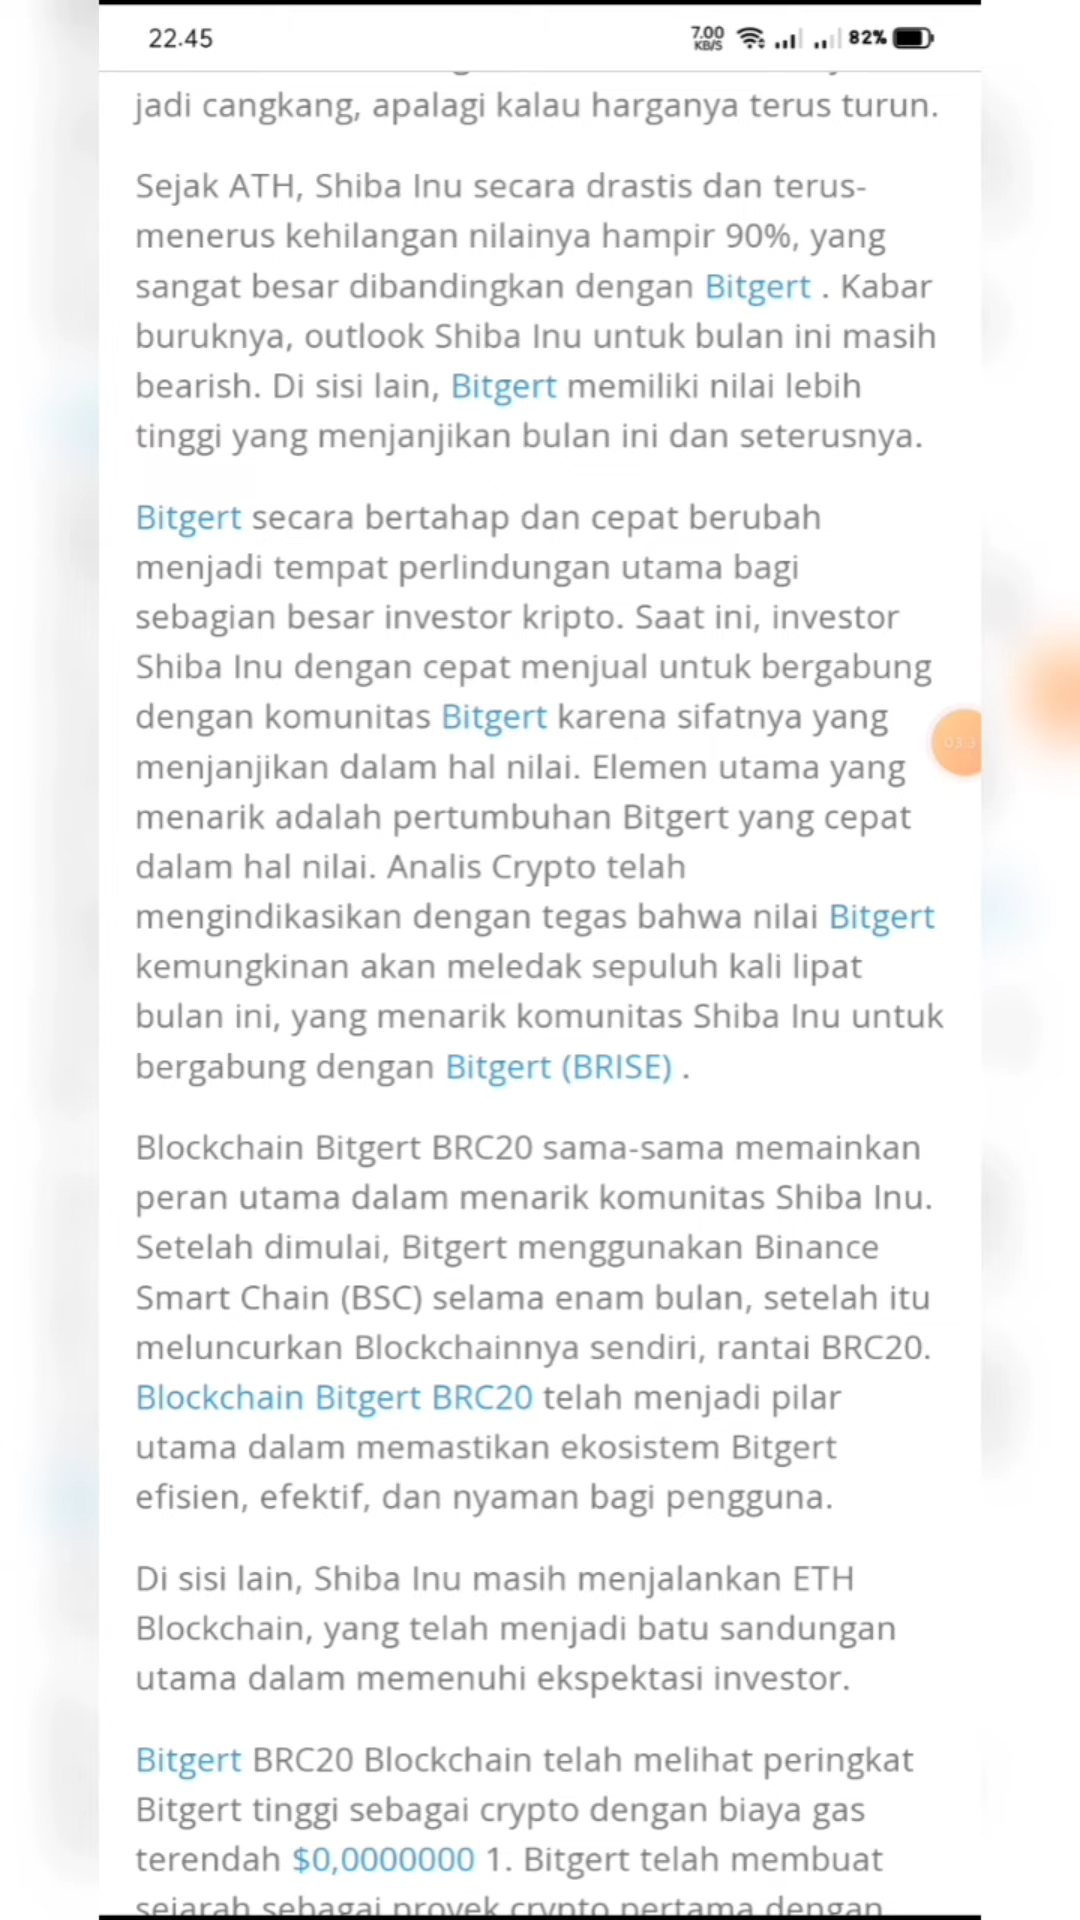 22.45
7.00
KB/S
82%
jadi cangkang, apalagi kalau harganya terus turun.
Sejak ATH, Shiba Inu secara drastis dan terus-
menerus kehilangan nilainya hampir 90%, yang
sangat besar dibandingkan dengan Bitgert . Kabar
buruknya, outlook Shiba Inu untuk bulan ini masih
bearish. Di sisi lain, Bitgert memiliki nilai lebih
tinggi yang menjanjikan bulan ini dan seterusnya.
Bitgert secara bertahap dan cepat berubah
menjadi tempat perlindungan utama bagi
sebagian besar investor kripto. Saat ini, investor
Shiba Inu dengan cepat menjual untuk bergabung
dengan komunitas Bitgert karena sifatnya yang
menjanjikan dalam hal nilai. Elemen utama yang
menarik adalah pertumbuhan Bitgert yang cepat
dalam hal nilai. Analis Crypto telah
mengindikasikan dengan tegas bahwa nilai Bitgert
kemungkinan akan meledak sepuluh kali lipat
bulan ini, yang menarik komunitas Shiba Inu untuk
bergabung dengan Bitgert (BRISE) .
Blockchain Bitgert BRC20 sama-sama memainkan
peran utama dalam menarik komunitas Shiba Inu.
Setelah dimulai, Bitgert menggunakan Binance
Smart Chain (BSC) selama enam bulan, setelah itu
meluncurkan Blockchainnya sendiri, rantai BRC20.
Blockchain Bitgert BRC20 telah menjadi pilar
utama dalam memastikan ekosistem Bitgert
efisien, efektif, dan nyaman bagi pengguna.
Di sisi lain, Shiba Inu masih menjalankan ETH
Blockchain, yang telah menjadi batu sandungan
utama dalam memenuhi ekspektasi investor.
Bitgert BRC20 Blockchain telah melihat peringkat
Bitgert tinggi sebagai crypto dengan biaya gas
terendah $0,0000000 1. Bitgert telah membuat
sejarah sebagai proyek crypto pertama dengan